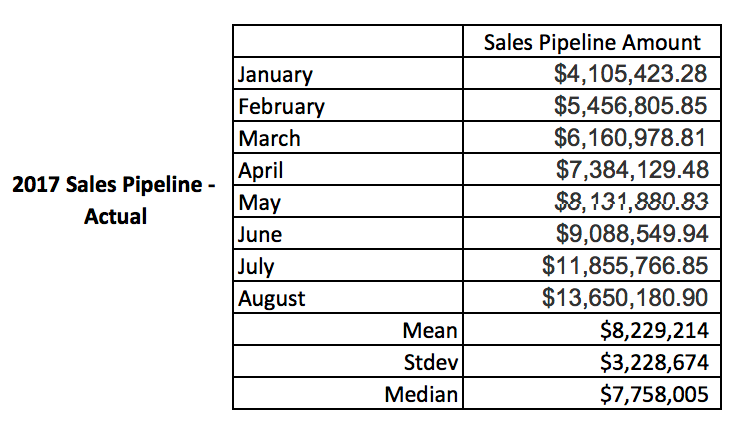 Sales Pipeline Amount
January $4,105,423.28
February $5,456,805.85
March $6,160,978.81
2017 Sales Pipeline -
Actual
April $7,384,129.48
May $8,131,880.83
June $9,088,549.94
July $11,855,766.85
August $13,650,180.90
Mean $8,229,214
Stdev $3,228,674
Median $7,758,005